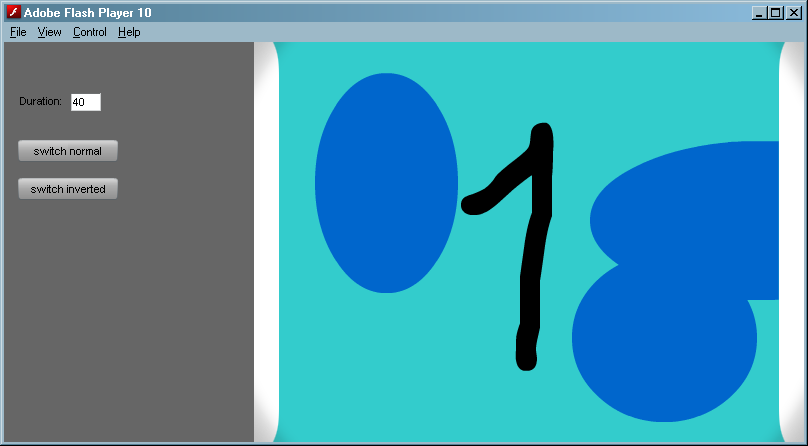 Adobe Flash Player 10
File View Control Help
Duration: 40
switch normal
switch inverted
1